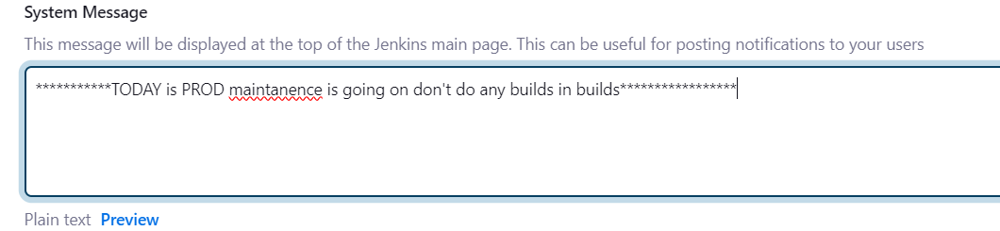 System Message
This message will be displayed at the top of the Jenkins main page. This can be useful for posting notifications to your users
***********TODAY is PROD maintanence is going on don't do any builds in builds*****************
Plain text Preview